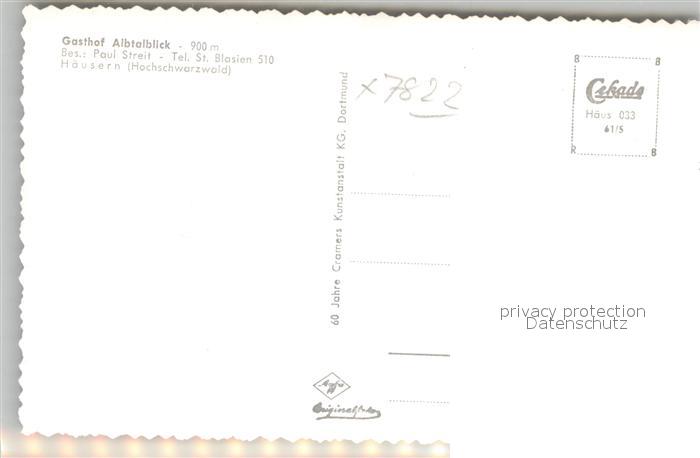 Gasthof Albtalblick - 900 m
Bes.: Paul Streit - Tel. St. Blasien 510
Häusern (Hochschwarzwald)
x7822
60 Jahre Cramers Kunstanstalt KG. Dortmund
B B
Cekade
Häus 033
61/5
R B
privacy protection
Datenschutz
Agfa
Originalfoto